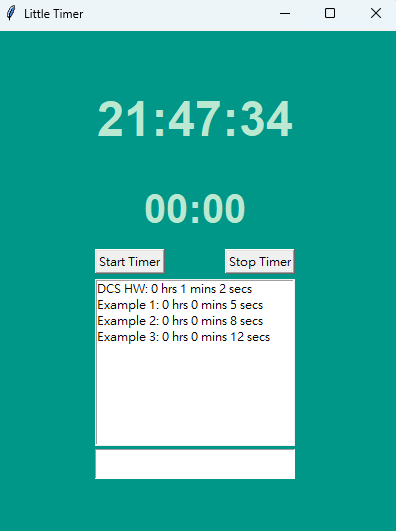 Little Timer
21:47:34
00:00
Start Timer Stop Timer
DCS HW: 0 hrs 1 mins 2 secs
Example 1: 0 hrs 0 mins 5 secs
Example 2: 0 hrs 0 mins 8 secs
Example 3: 0 hrs 0 mins 12 secs